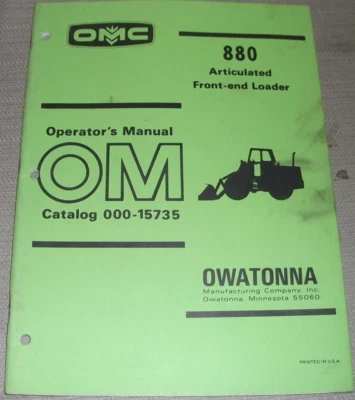 OMC
880
Articulated
Front-end Loader
Operator's Manual
OM
Catalog 000-15735
OWATONNA
Manufacturing Company, Inc.
Owatonna, Minnesota 55060
PRINTED IN U.S.A.